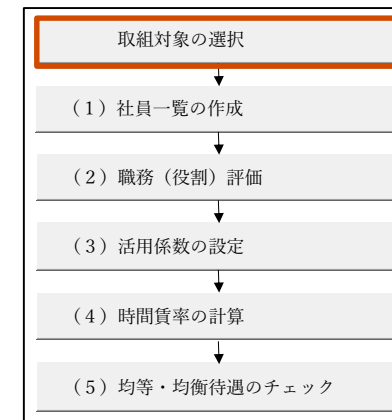 取組対象の選択
（１）社員一覧の作成
（２）職務（役割）評価
（３）活用係数の設定
（４）時間賃率の計算
（５）均等・均衡待遇のチェック